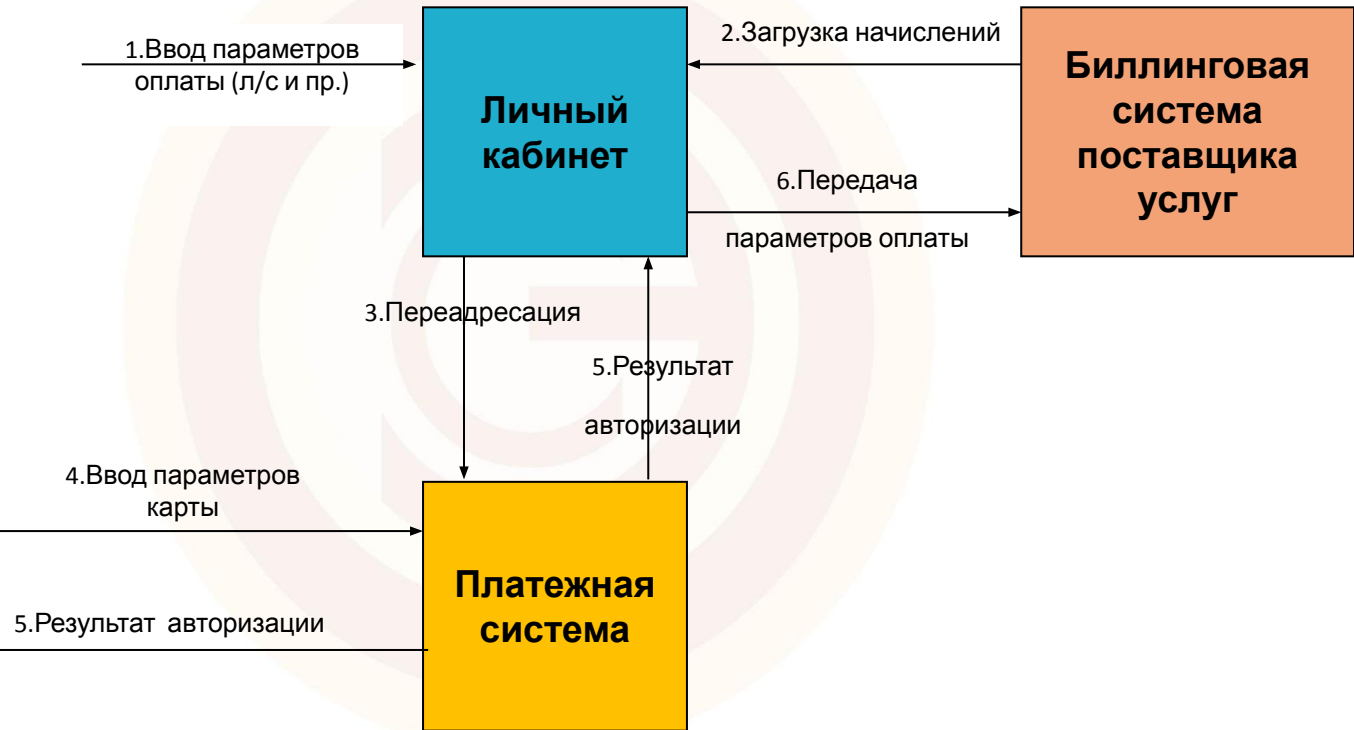 1.Ввод параметров
оплаты (л/с и пр.)
2.Загрузка начислений
Личный
кабинет
Биллинговая
система
поставщика
услуг
6.Передача
параметров оплаты
3.Переадресация
5.Результат
авторизации
4.Ввод параметров
карты
Платежная
система
5.Результат авторизации